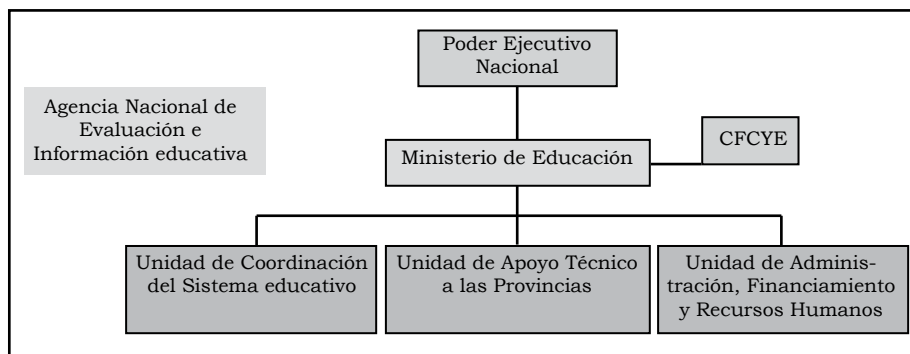 Poder Ejecutivo
Nacional
Agencia Nacional de
Evaluación e
Información educativa
Ministerio de Educación
CFCYE
Unidad de Coordinación
del Sistema educativo
Unidad de Apoyo Técnico
a las Provincias
Unidad de Adminis-
tración, Financiamiento
y Recursos Humanos